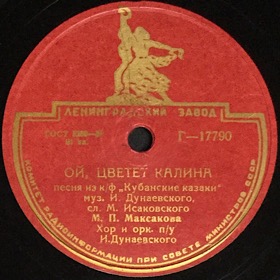 ЛЕНИНГРАДСКИЙ ЗАВОД
Г—17790
ОЙ, ЦВЕТЕТ КАЛИНА
песня из к/ф „Кубанские казаки"
муз. И. Дунаевского,
сл. М. Исаковского
М. П. Максакова
Хор и орк. п/у
И.Дунаевского
КОМИТЕТ РАДИОИНФОРМАЦИИ ПРИ СОВЕТЕ МИНИСТРОВ СССР